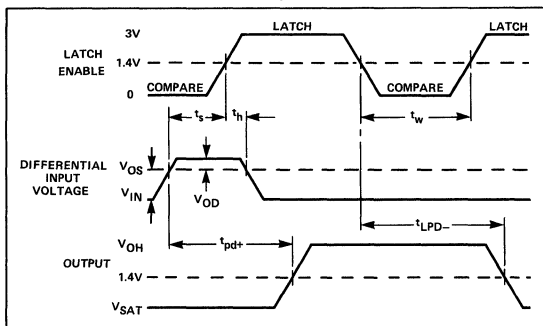 3V
LATCH
LATCH
LATCH
ENABLE
1.4V
COMPARE
COMPARE
0
ts
th
tw
DIFFERENTIAL
INPUT
VOLTAGE
VOS
VIN
VOD
tLPD–
tpd+
VOH
OUTPUT
1.4V
VSAT